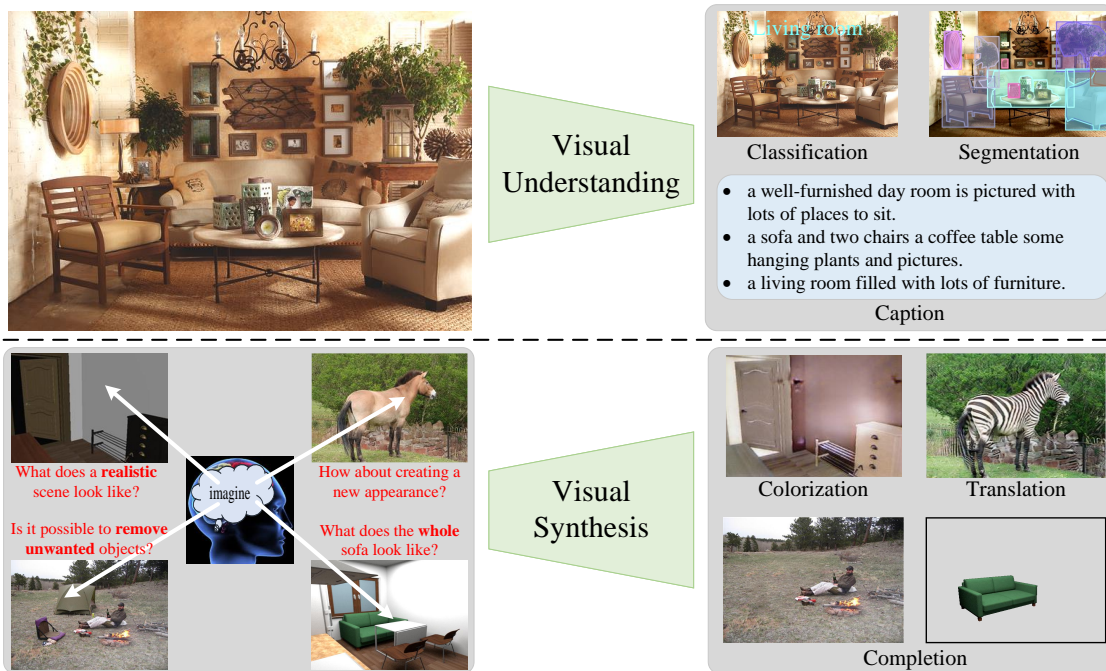 Living room
Visual
Understanding
Classification
Segmentation
• a well-furnished day room is pictured with
lots of places to sit.
• a sofa and two chairs a coffee table some
hanging plants and pictures.
• a living room filled with lots of furniture.
Caption
What does a realistic
scene look like?
How about creating a
new appearance?
imagine
Is it possible to remove
unwanted objects?
What does the whole
sofa look like?
Visual
Synthesis
Colorization
Translation
Completion